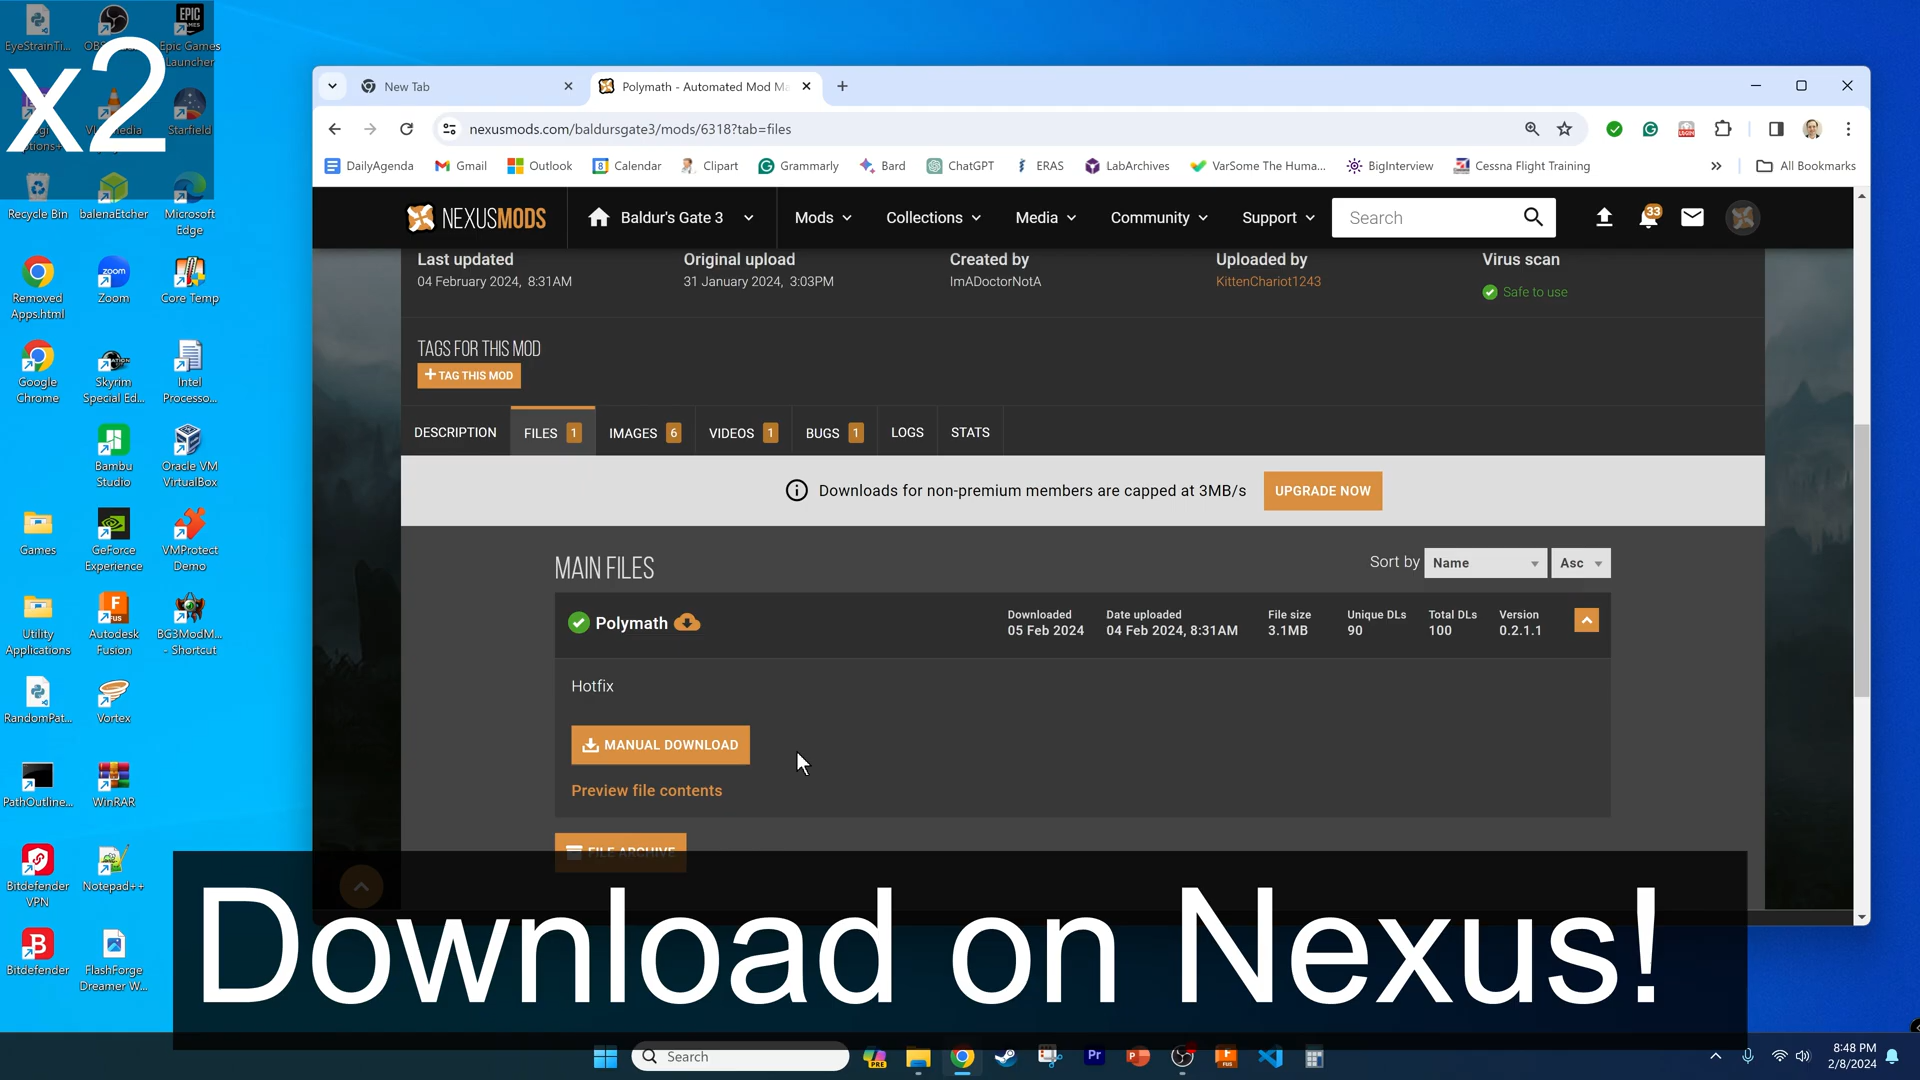 x2
EyeStrainTi...
Epic Games
Launcher
Starfield
Recycle Bin
balenaEtcher
Microsoft
Edge
Removed
Apps.html
Zoom
Core Temp
Google
Chrome
Skyrim
Special Ed...
Intel
Processo...
Bambu
Studio
Oracle VM
VirtualBox
Games
GeForce
Experience
VMProtect
Demo
Utility
Applications
Autodesk
Fusion
BG3ModM...
- Shortcut
RandomPat...
Vortex
PathOutline...
WinRAR
Bitdefender
VPN
Notepad++
Bitdefender
FlashForge
Dreamer W...
New Tab
Polymath - Automated Mod Ma
nexusmods.com/baldursgate3/mods/6318?tab=files
DailyAgenda
Gmail
Outlook
Calendar
Clipart
Grammarly
Bard
ChatGPT
ERAS
LabArchives
VarSome The Huma...
BigInterview
Cessna Flight Training
All Bookmarks
NEXUSMODS
Baldur's Gate 3
Mods
Collections
Media
Community
Support
Search
33
Last updated
04 February 2024, 8:31AM
Original upload
31 January 2024, 3:03PM
Created by
ImADoctorNotA
Uploaded by
KittenChariot1243
Virus scan
Safe to use
TAGS FOR THIS MOD
+ TAG THIS MOD
DESCRIPTION
FILES 1
IMAGES 6
VIDEOS 1
BUGS 1
LOGS
STATS
Downloads for non-premium members are capped at 3MB/s
UPGRADE NOW
MAIN FILES
Sort by
Name
Asc
Polymath
Downloaded
05 Feb 2024
Date uploaded
04 Feb 2024, 8:31AM
File size
3.1MB
Unique DLs
90
Total DLs
100
Version
0.2.1.1
Hotfix
MANUAL DOWNLOAD
Preview file contents
FILE ARCHIVE
Download on Nexus!
Search
8:48 PM
2/8/2024